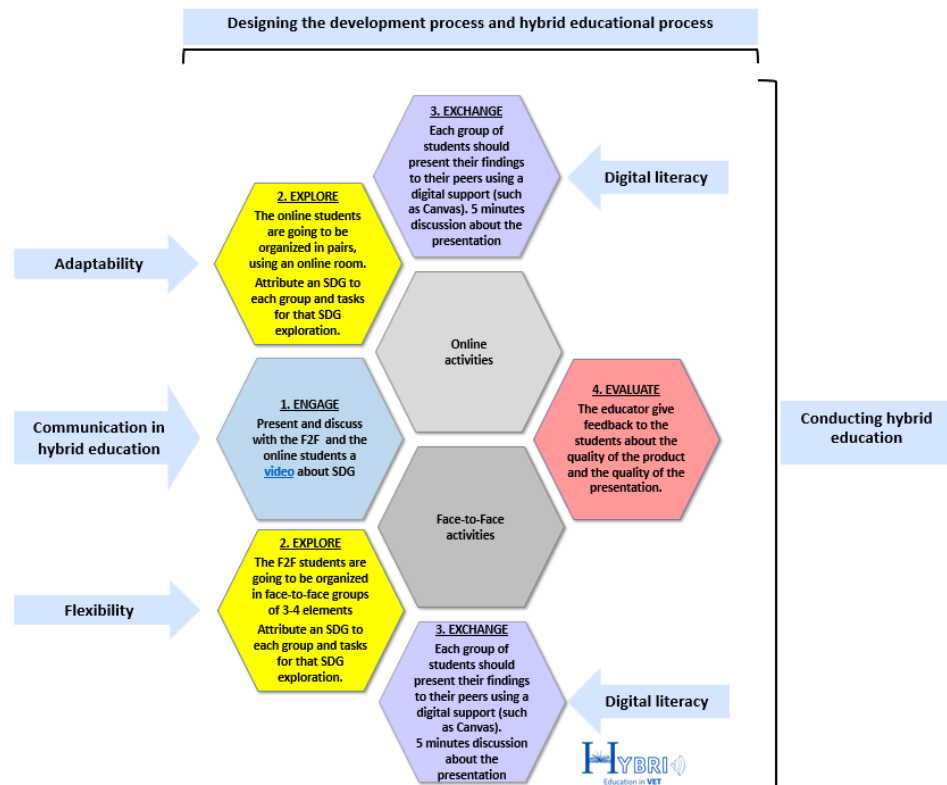 Designing the development process and hybrid educational process
3. EXCHANGE
Each group of
students should
present their findings
to their peers using a
digital support (such
as Canvas). 5 minutes
discussion about the
presentation
Digital literacy
2. EXPLORE
The online students
are going to be
organized in pairs,
using an online room.
Attribute an SDG to
each group and tasks
for that SDG
exploration.
Adaptability
Online
activities
1. ENGAGE
Present and discuss
with the F2F and the
online students a
video about SDG
Communication in
hybrid education
4. EVALUATE
The educator give
feedback to the
students about the
quality of the product
and the quality of the
presentation.
Conducting hybrid
education
Face-to-Face
activities
2. EXPLORE
The F2F students are
going to be organized
in face-to-face groups
of 3-4 elements
Attribute an SDG to
each group and tasks
for that SDG
exploration.
Flexibility
3. EXCHANGE
Each group of
students should
present their findings
to their peers using a
digital support (such
as Canvas).
5 minutes discussion
about the
presentation
Digital literacy
HYBRI
Education in VET